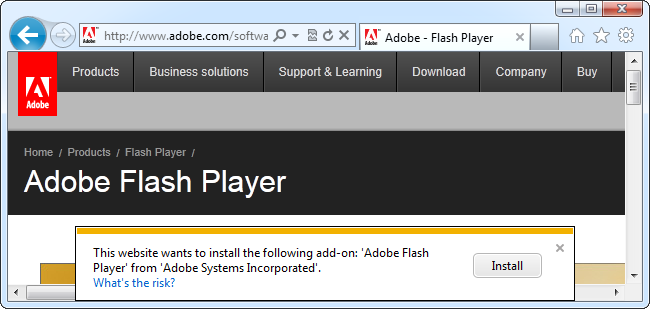 http://www.adobe.com/softwa
Adobe - Flash Player
Adobe
Products
Business solutions
Support & Learning
Download
Company
Buy
Home / Products / Flash Player /
Adobe Flash Player
This website wants to install the following add-on: 'Adobe Flash
Player' from 'Adobe Systems Incorporated'.
What's the risk?
Install